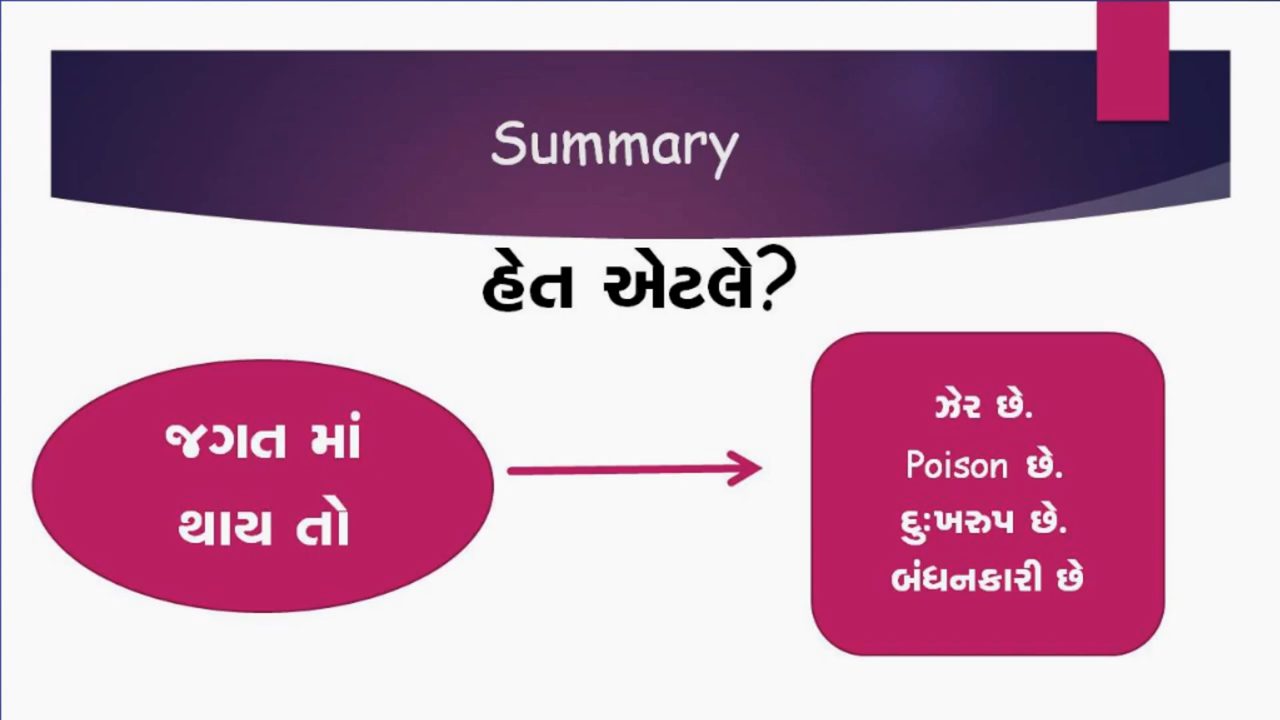 Summary
હેત એટલે?
જગત માં
થાય તો
ઝેર છે.
Poison છે.
દુઃખરુપ છે.
બંધનકારી છે